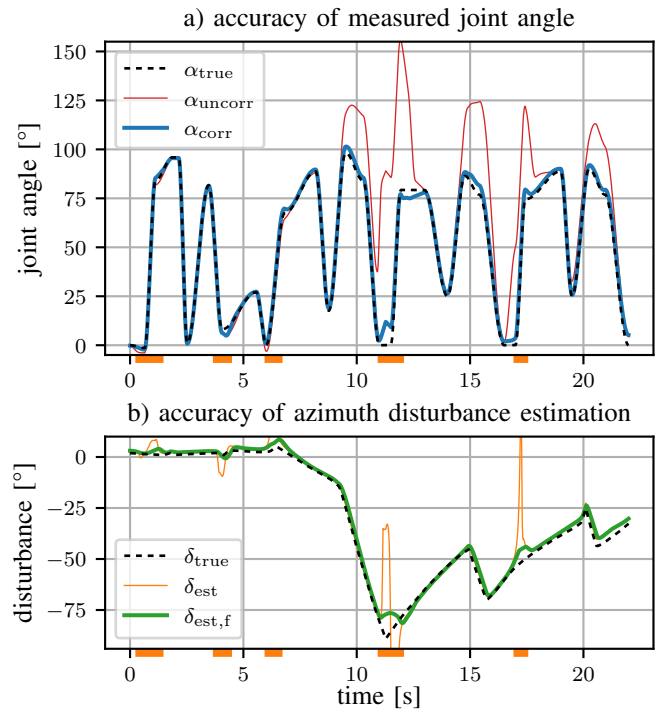 a) accuracy of measured joint angle
150
125
100
75
50
25
0
joint angle [°]
α_true
α_uncorr
α_corr
0 5 10 15 20
b) accuracy of azimuth disturbance estimation
0
−25
−50
−75
disturbance [°]
δ_true
δ_est
δ_est,f
0 5 10 15 20
time [s]